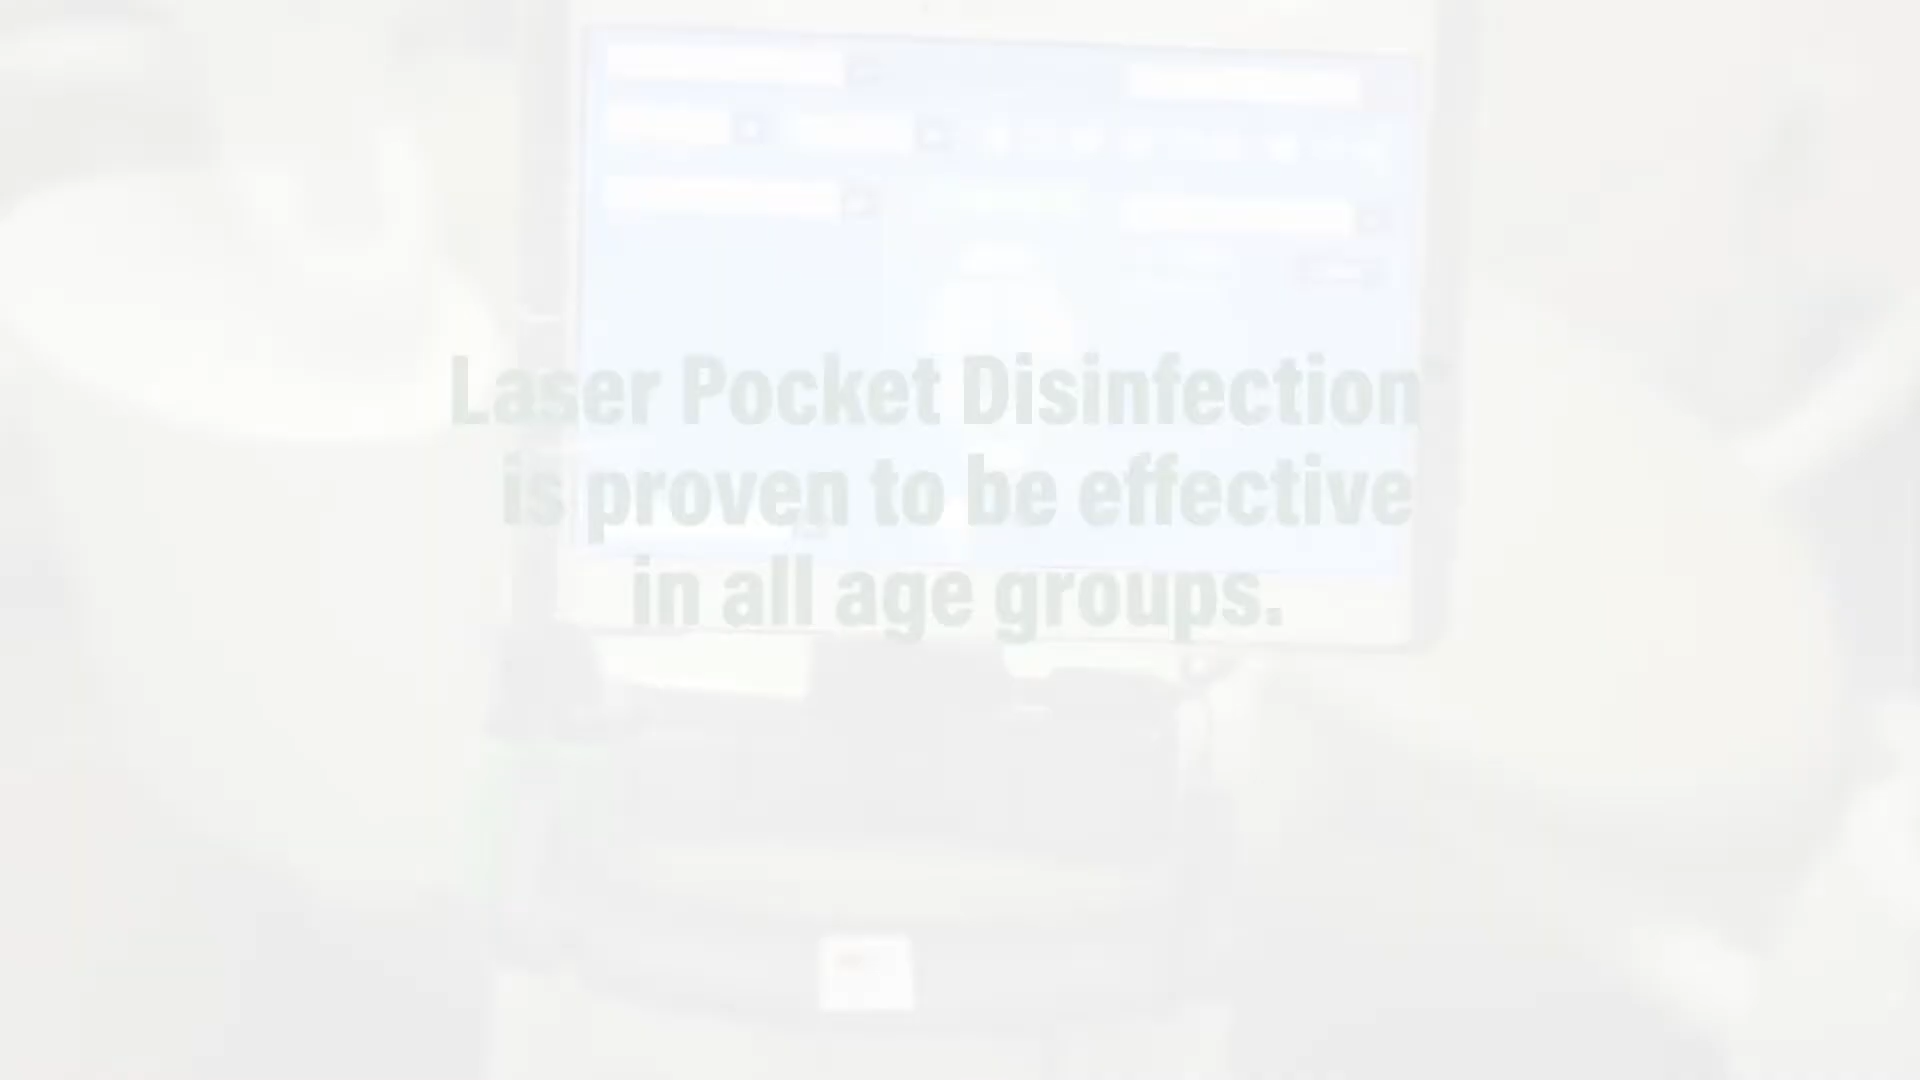 Laser Pocket Disinfection
is proven to be effective
in all age groups.